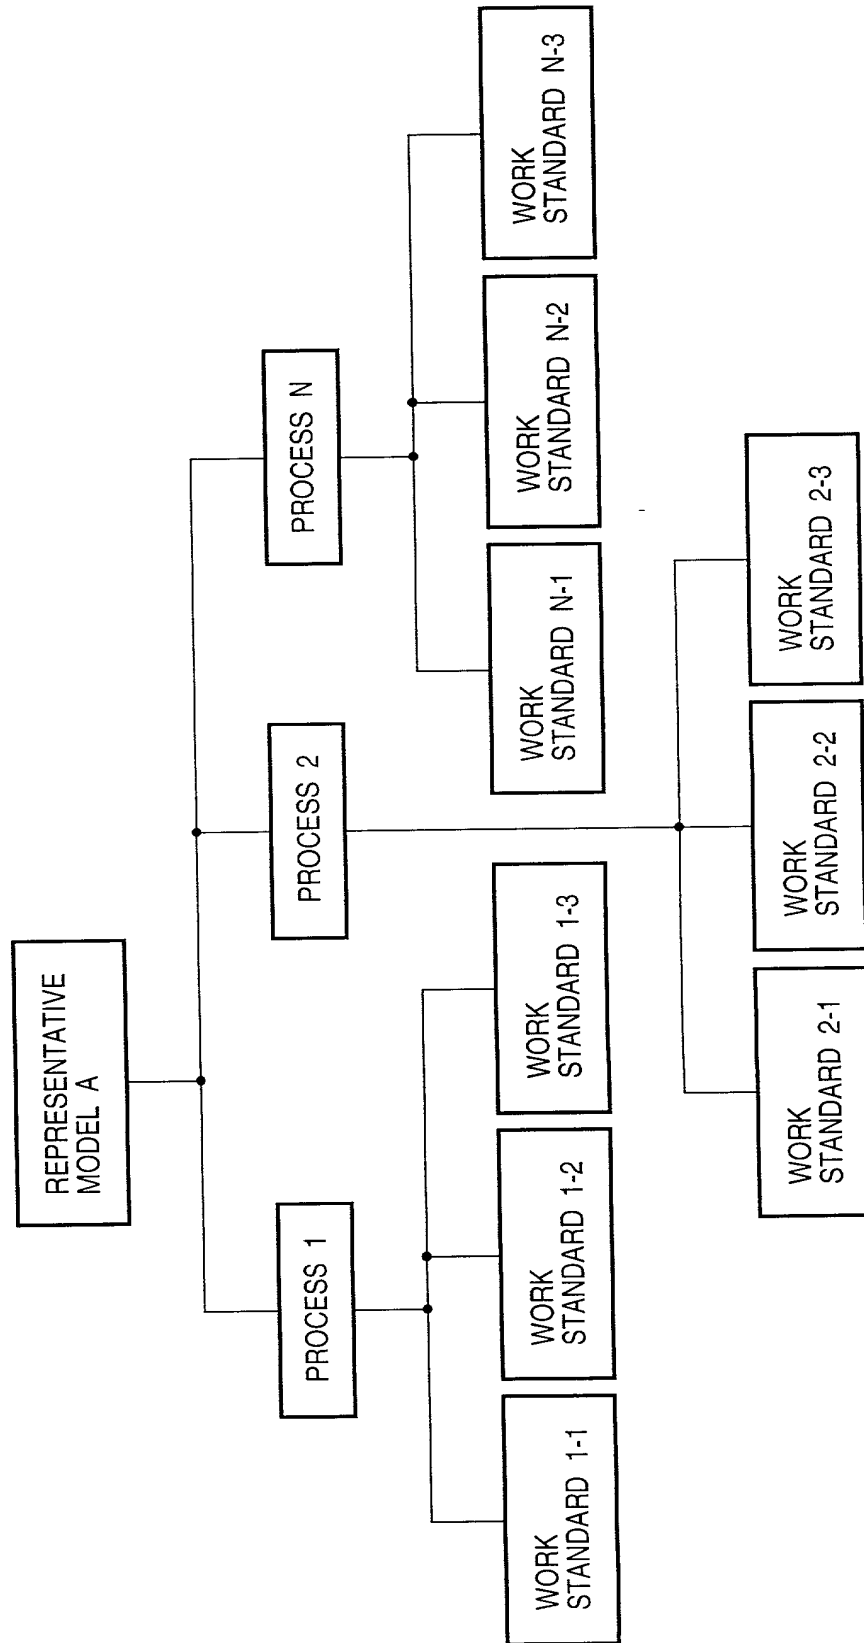 REPRESENTATIVE
MODEL A
PROCESS 1
PROCESS 2
PROCESS N
WORK
STANDARD 1-1
WORK
STANDARD 1-2
WORK
STANDARD 1-3
WORK
STANDARD N-1
WORK
STANDARD N-2
WORK
STANDARD N-3
WORK
STANDARD 2-1
WORK
STANDARD 2-2
WORK
STANDARD 2-3